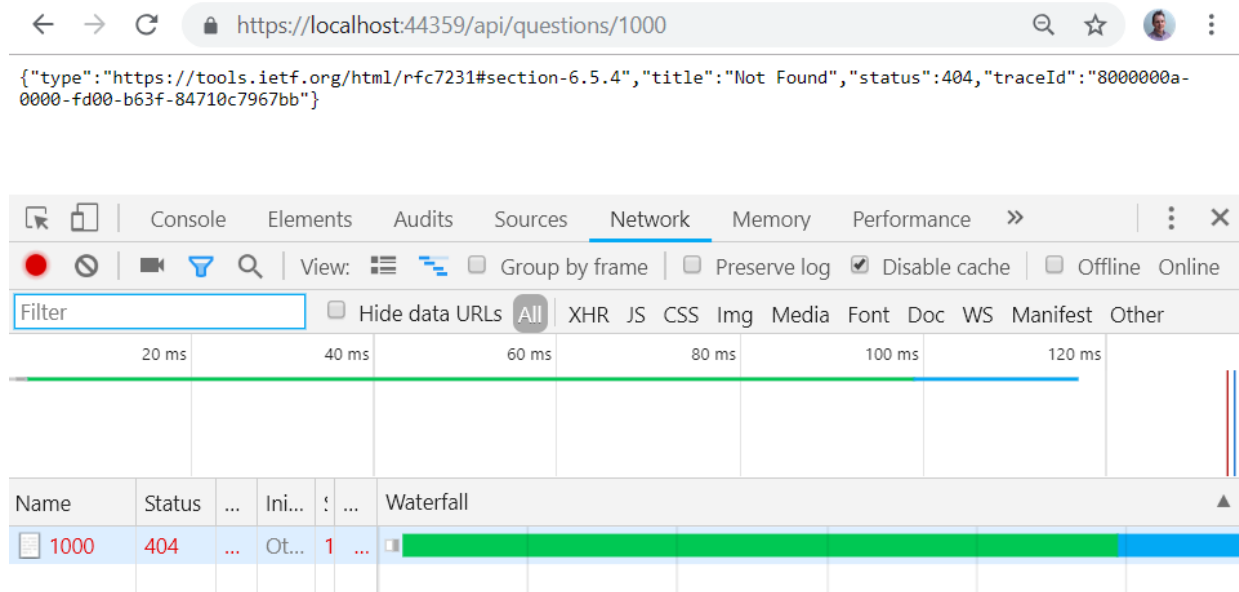 https://localhost:44359/api/questions/1000
{"type":"https://tools.ietf.org/html/rfc7231#section-6.5.4","title":"Not Found","status":404,"traceId":"8000000a-
0000-fd00-b63f-84710c7967bb"}
Console Elements Audits Sources Network Memory Performance »
View: Group by frame Preserve log Disable cache Offline Online
Filter Hide data URLs All XHR JS CSS Img Media Font Doc WS Manifest Other
20 ms 40 ms 60 ms 80 ms 100 ms 120 ms
Name Status ... Ini... ... Waterfall
1000 404 ... Ot... 1 ...